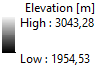 Elevation [m]
High : 3043,28
Low : 1954,53